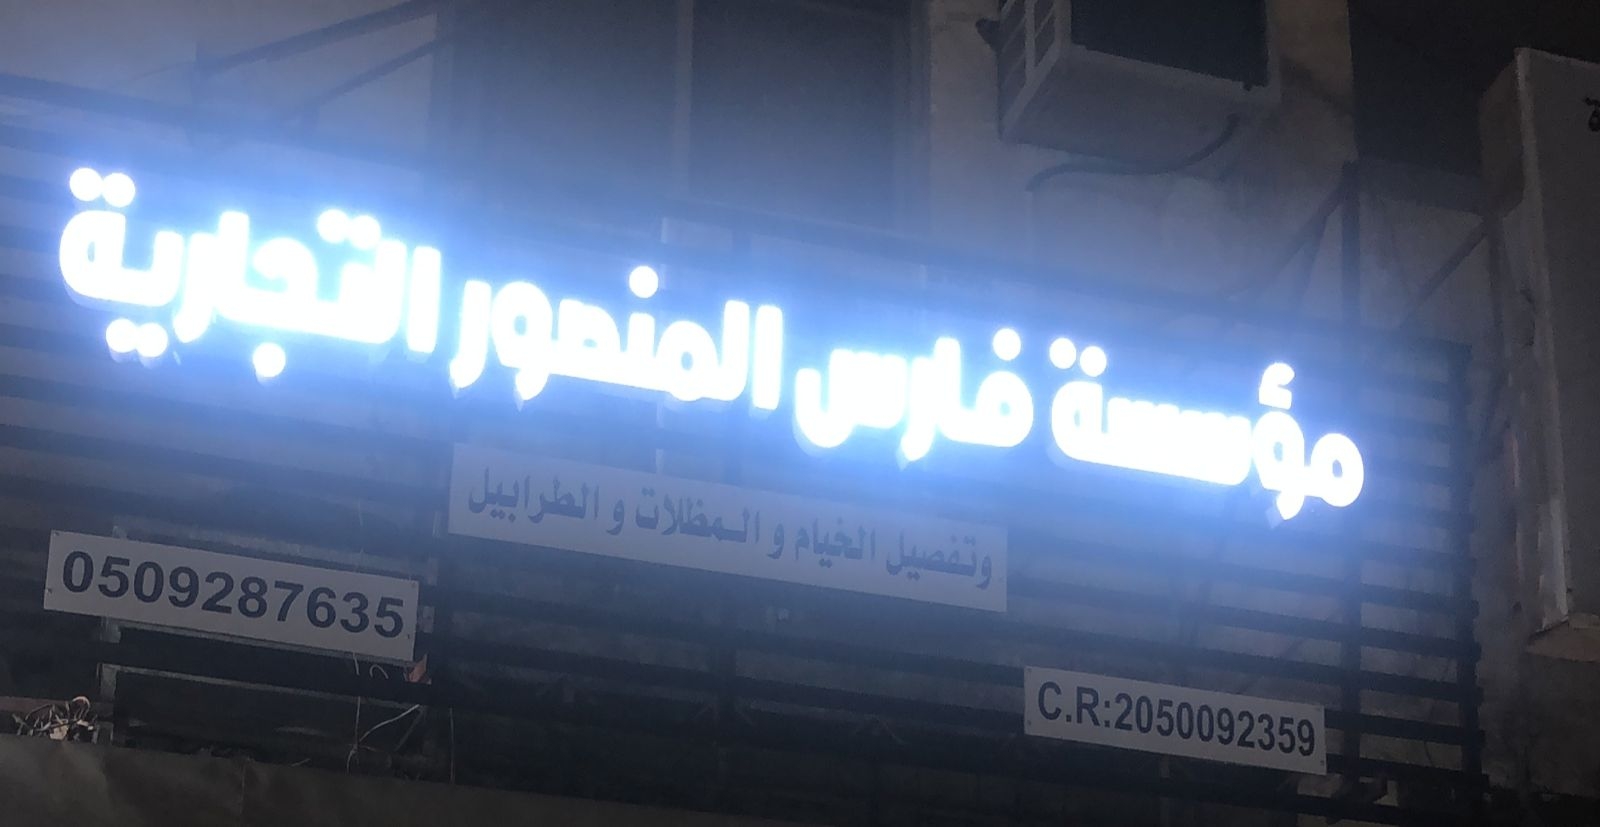 مؤسسة فارس المنصور التجارية
وتفصيل الخيام و المظلات و الطرابيل
0509287635
C.R:2050092359